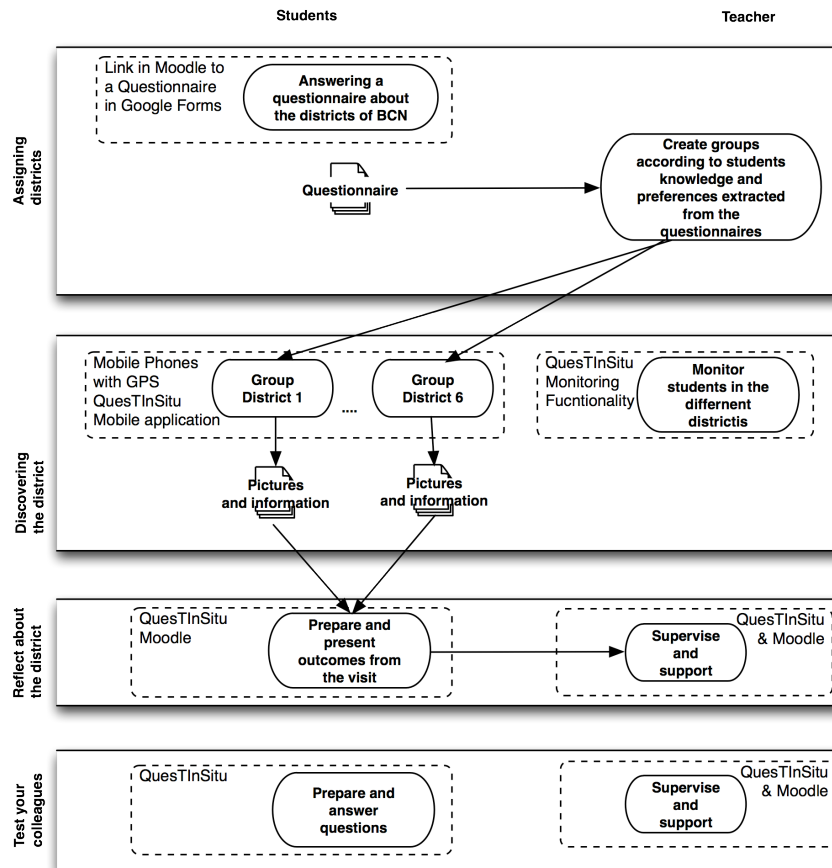 Students
Teacher
Assigning
districts
Link in Moodle to
a Questionnaire
in Google Forms
Answering a
questionnaire about
the districts of BCN
Questionnaire
Create groups
according to students
knowledge and
preferences extracted
from the
questionnaires
Discovering
the district
Mobile Phones
with GPS
QuesTInSitu
Mobile application
Group
District 1
....
Group
District 6
QuesTInSitu
Monitoring
Fucntionality
Monitor
students in the
differnent
districtis
Pictures
and information
Pictures
and information
Reflect about
the district
QuesTInSitu
Moodle
Prepare and
present
outcomes from
the visit
Supervise
and
support
QuesTInSitu
& Moodle
Test your
colleagues
QuesTInSitu
Prepare and
answer
questions
Supervise
and
support
QuesTInSitu
& Moodle